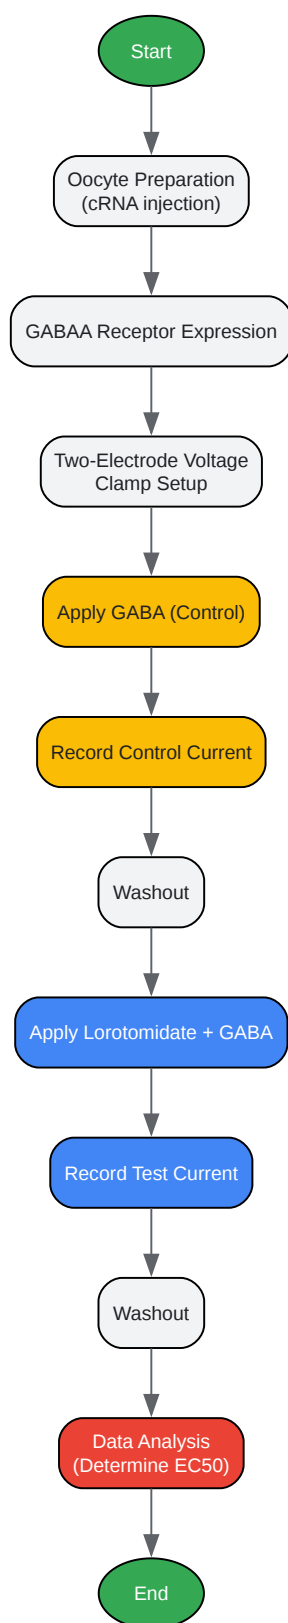 Start
Oocyte Preparation
(cRNA injection)
GABAA Receptor Expression
Two-Electrode Voltage
Clamp Setup
Apply GABA (Control)
Record Control Current
Washout
Apply Lorotomidate + GABA
Record Test Current
Washout
Data Analysis
(Determine EC50)
End